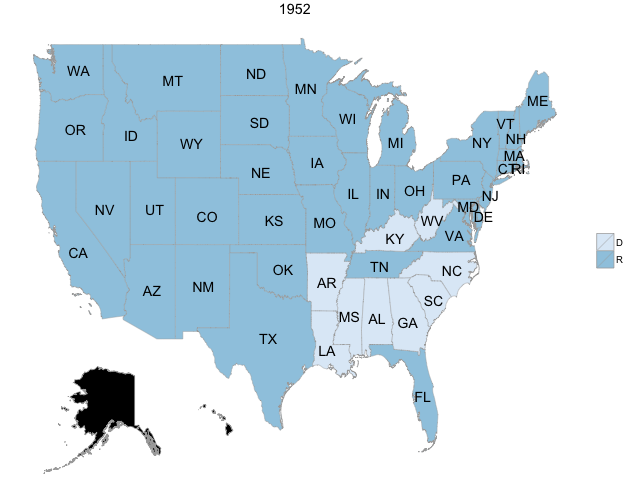 1952
WA
MT
ND
MN
ME
OR
ID
WY
SD
WI
MI
VT
NH
NY
MA
CT
RI
NE
IA
PA
NJ
NV
UT
CO
KS
MO
IL
IN
OH
MD
DE
WV
VA
KY
CA
AZ
NM
OK
AR
TN
NC
SC
TX
LA
MS
AL
GA
FL
D
R